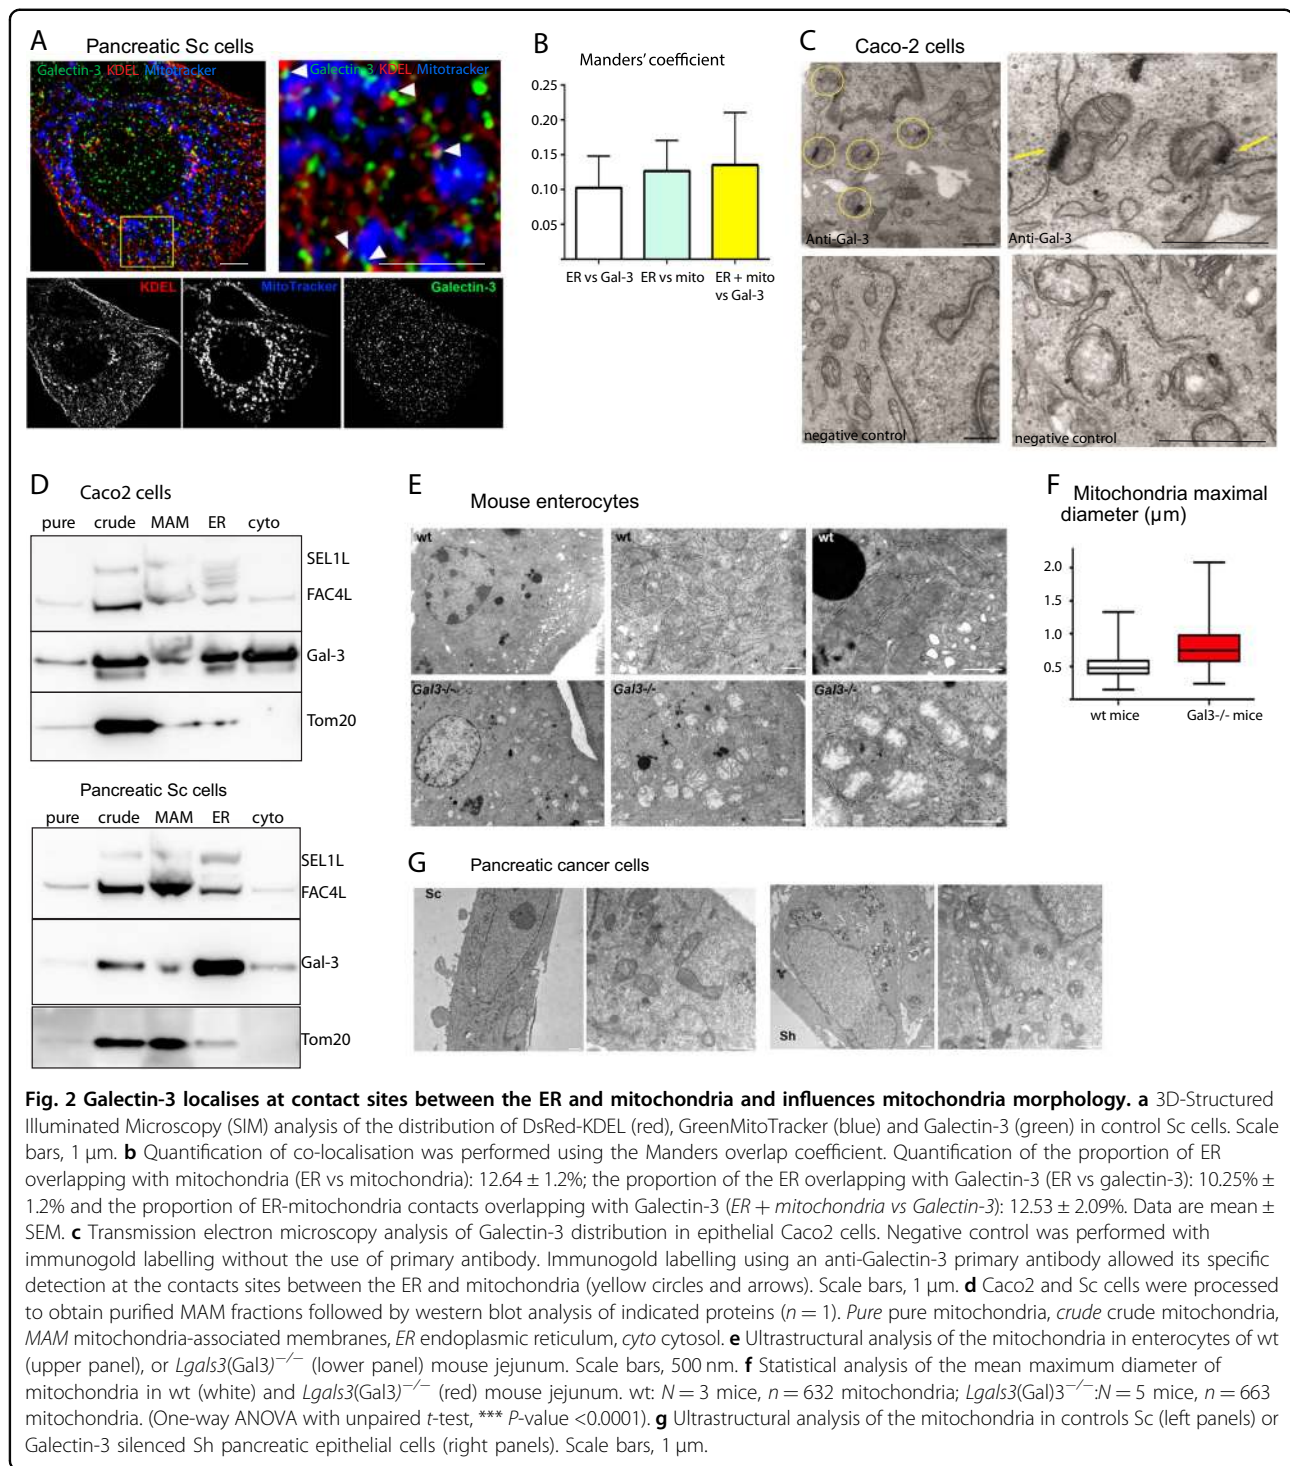 A
Pancreatic Sc cells
Galectin-3 KDEL Mitotracker
Galectin-3 KDEL Mitotracker
KDEL
MitoTracker
Galectin-3
B
Manders' coefficient
0.25
0.20
0.15
0.10
0.05
ER vs Gal-3
ER vs mito
ER + mito
vs Gal-3
C
Caco-2 cells
Anti-Gal-3
Anti-Gal-3
negative control
negative control
D
Caco2 cells
pure crude MAM ER cyto
SEL1L
FAC4L
Gal-3
Tom20
Pancreatic Sc cells
pure crude MAM ER cyto
SEL1L
FAC4L
Gal-3
Tom20
E
Mouse enterocytes
wt
wt
wt
Gal3-/-
Gal3-/-
Gal3-/-
F
Mitochondria maximal
diameter (µm)
2.0
1.5
1.0
0.5
wt mice
Gal3-/- mice
G
Pancreatic cancer cells
Sc
Sh
Fig. 2 Galectin-3 localises at contact sites between the ER and mitochondria and influences mitochondria morphology. a 3D-Structured
Illuminated Microscopy (SIM) analysis of the distribution of DsRed-KDEL (red), GreenMitoTracker (blue) and Galectin-3 (green) in control Sc cells. Scale
bars, 1 µm. b Quantification of co-localisation was performed using the Manders overlap coefficient. Quantification of the proportion of ER
overlapping with mitochondria (ER vs mitochondria): 12.64 ± 1.2%; the proportion of the ER overlapping with Galectin-3 (ER vs galectin-3): 10.25% ±
1.2% and the proportion of ER-mitochondria contacts overlapping with Galectin-3 (ER + mitochondria vs Galectin-3): 12.53 ± 2.09%. Data are mean ±
SEM. c Transmission electron microscopy analysis of Galectin-3 distribution in epithelial Caco2 cells. Negative control was performed with
immunogold labelling without the use of primary antibody. Immunogold labelling using an anti-Galectin-3 primary antibody allowed its specific
detection at the contacts sites between the ER and mitochondria (yellow circles and arrows). Scale bars, 1 µm. d Caco2 and Sc cells were processed
to obtain purified MAM fractions followed by western blot analysis of indicated proteins (n = 1). Pure pure mitochondria, crude crude mitochondria,
MAM mitochondria-associated membranes, ER endoplasmic reticulum, cyto cytosol. e Ultrastructural analysis of the mitochondria in enterocytes of wt
(upper panel), or Lgals3(Gal3)−/− (lower panel) mouse jejunum. Scale bars, 500 nm. f Statistical analysis of the mean maximum diameter of
mitochondria in wt (white) and Lgals3(Gal3)−/− (red) mouse jejunum. wt: N = 3 mice, n = 632 mitochondria; Lgals3(Gal)3−/−:N = 5 mice, n = 663
mitochondria. (One-way ANOVA with unpaired t-test, *** P-value <0.0001). g Ultrastructural analysis of the mitochondria in controls Sc (left panels) or
Galectin-3 silenced Sh pancreatic epithelial cells (right panels). Scale bars, 1 µm.